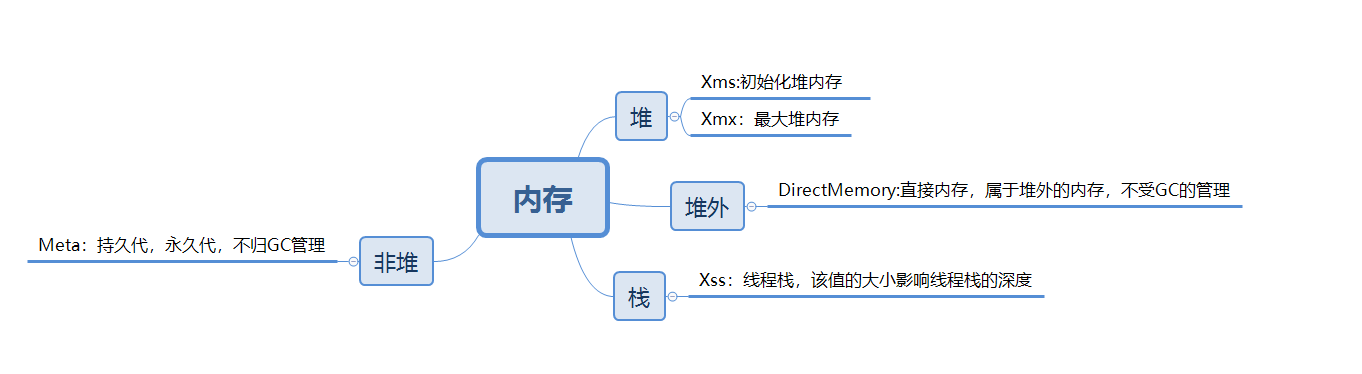 内存
堆
Xms:初始化堆内存
Xmx：最大堆内存
堆外
DirectMemory:直接内存，属于堆外的内存，不受GC的管理
栈
Xss：线程栈，该值的大小影响线程栈的深度
非堆
Meta：持久代，永久代，不归GC管理